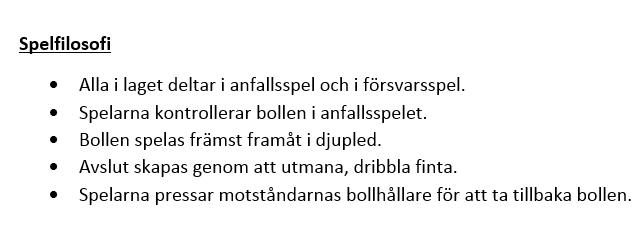 Spelfilosofi
• Alla i laget deltar i anfallsspel och i försvarsspel.
• Spelarna kontrollerar bollen i anfallsspelet.
• Bollen spelas främst framåt i djupled.
• Avslut skapas genom att utmana, dribbla finta.
• Spelarna pressar motståndarnas bollhållare för att ta tillbaka bollen.